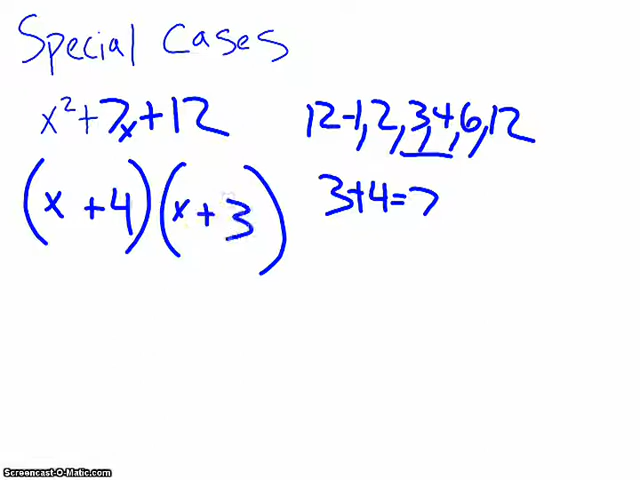 Special Cases
x² + 7x + 12
12 - 1, 2, 3, 4, 6, 12
(x + 4)(x + 3)
3 + 4 = 7
Screencast-O-Matic.com